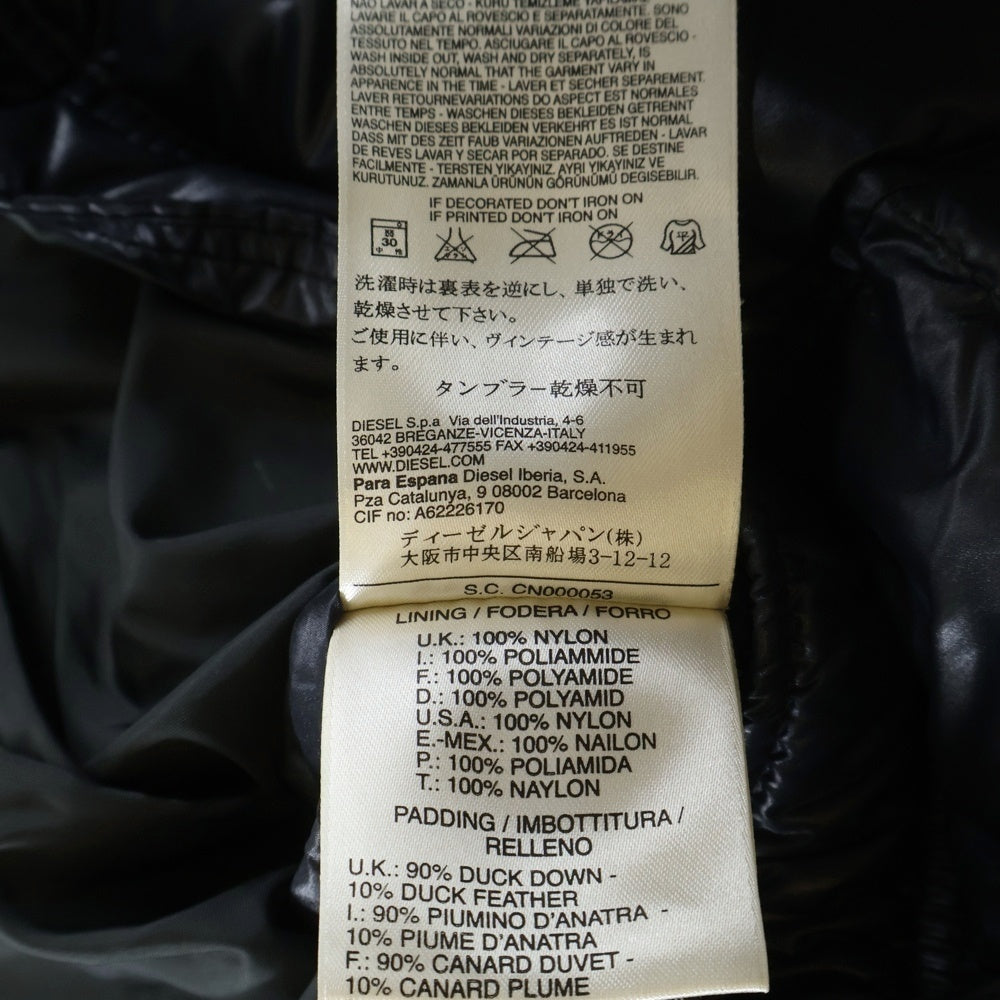 NÃO LAVAR A SECO - KURU TEMIZLEME YAPILAMAZ
LAVARE IL CAPO AL ROVESCIO E SEPARATAMENTE. SONO
ASSOLUTAMENTE NORMALI VARIAZIONI DI COLORE DEL
TESSUTO NEL TEMPO. ASCIUGARE IL CAPO AL ROVESCIO -
WASH INSIDE OUT, WASH AND DRY SEPARATELY, IS
ABSOLUTELY NORMAL THAT THE GARMENT VARY IN
APPARENCE IN THE TIME - LAVER ET SECHER SEPAREMENT.
LAVER RETOURNEVARIATIONS DO ASPECT EST NORMALES
ENTRE TEMPS - WASCHEN DIESES BEKLEIDEN GETRENNT
WASCHEN DIESES BEKLEIDEN VERKEHRT ES IST NORMAL
DASS MIT DES ZEIT FAUB VARIAZIONEN AUFTREDEN - LAVAR
DE REVES LAVAR Y SECAR POR SEPARADO. SE DESTINE
FACILMENTE - TERSTEN YIKAYINIZ. AYRI YIKAYINIZ VE
KURUTUNUZ. ZAMANLA ÜRÜNÜN GÖRÜNÜMÜ DEGISEBILIR.
IF DECORATED DON'T IRON ON
IF PRINTED DON'T IRON ON
弱 30 中性 ドライ 平
洗濯時は裏表を逆にし、単独で洗い、
乾燥させて下さい。
ご使用に伴い、ヴィンテージ感が生まれ
ます。
タンブラー乾燥不可
DIESEL S.p.a Via dell'Industria, 4-6
36042 BREGANZE-VICENZA-ITALY
TEL +390424-477555 FAX +390424-411955
WWW.DIESEL.COM
Para Espana Diesel Iberia, S.A.
Pza Catalunya, 9 08002 Barcelona
CIF no: A62226170
ディーゼルジャパン(株)
大阪市中央区南船場3-12-12
S.C. CN000053
LINING / FODERA / FORRO
U.K.: 100% NYLON
I.: 100% POLIAMMIDE
F.: 100% POLYAMIDE
D.: 100% POLYAMID
U.S.A.: 100% NYLON
E.-MEX.: 100% NAILON
P.: 100% POLIAMIDA
T.: 100% NAYLON
PADDING / IMBOTTITURA /
RELLENO
U.K.: 90% DUCK DOWN -
10% DUCK FEATHER
I.: 90% PIUMINO D'ANATRA -
10% PIUME D'ANATRA
F.: 90% CANARD DUVET -
10% CANARD PLUME